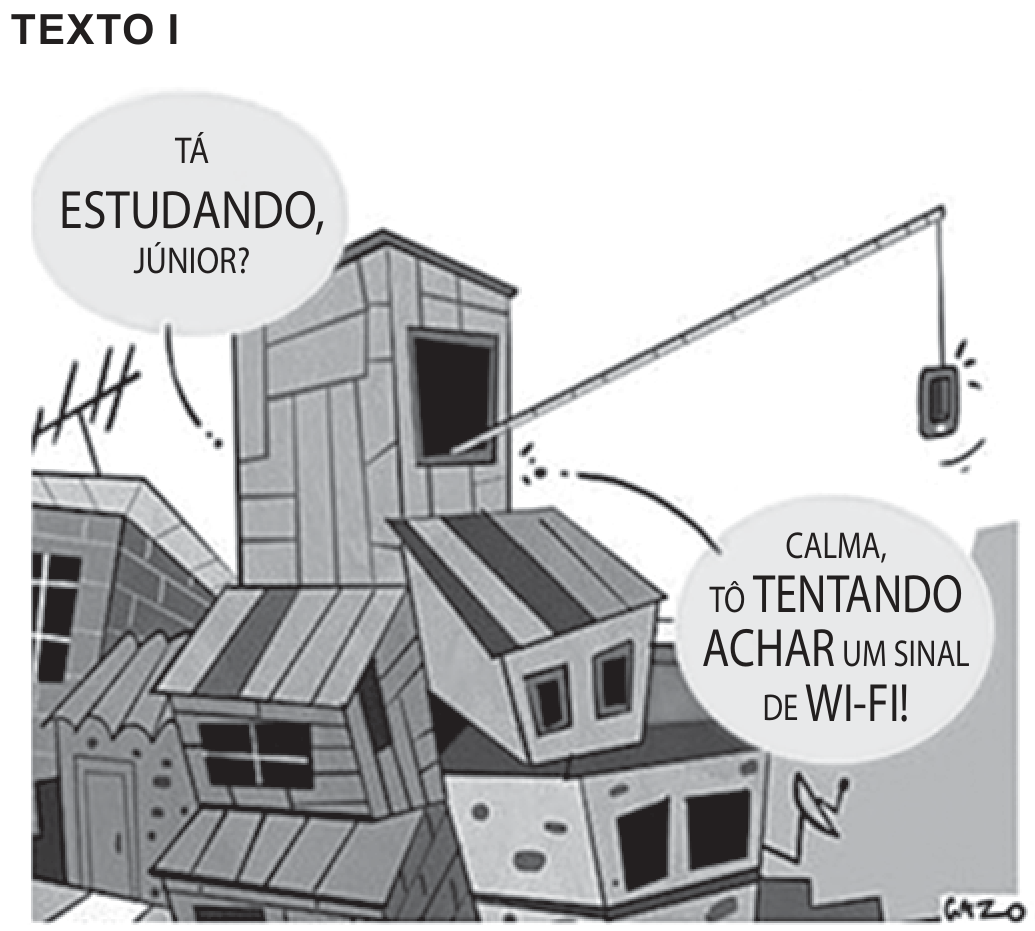 TEXTO I
TÁ
ESTUDANDO,
JÚNIOR?
CALMA,
TÔ TENTANDO
ACHAR UM SINAL
DE WI-FI!
GAZO